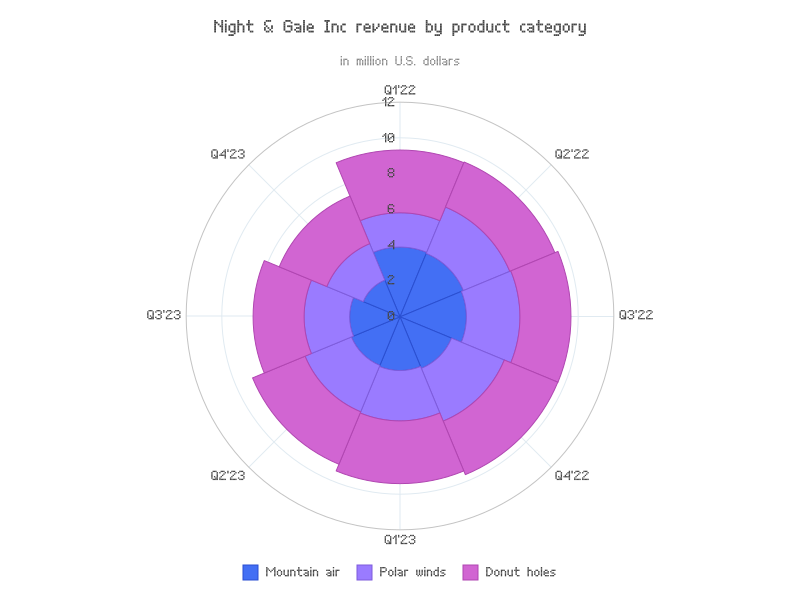 Night & Gale Inc revenue by product category
in million U.S. dollars
Q1'22
12
10
Q4'23
Q2'22
8
6
4
2
Q3'23
0
Q3'22
Q2'23
Q4'22
Q1'23
Mountain air
Polar winds
Donut holes